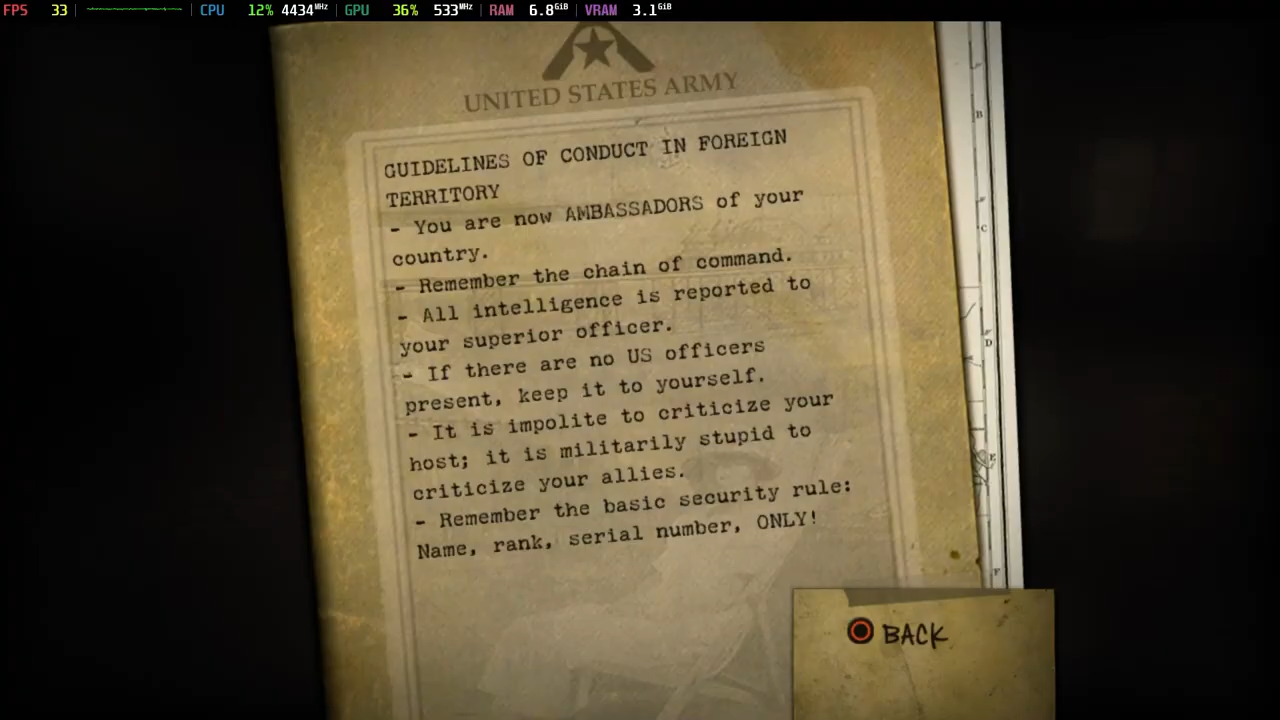 FPS 33 CPU 12% 4434MHz GPU 36% 533MHz RAM 6.8GiB VRAM 3.1GiB
UNITED STATES ARMY
GUIDELINES OF CONDUCT IN FOREIGN
TERRITORY
- You are now AMBASSADORS of your
country.
- Remember the chain of command.
- All intelligence is reported to
your superior officer.
- If there are no US officers
present, keep it to yourself.
- It is impolite to criticize your
host; it is militarily stupid to
criticize your allies.
- Remember the basic security rule:
Name, rank, serial number, ONLY!
B
C
D
E
F
BACK